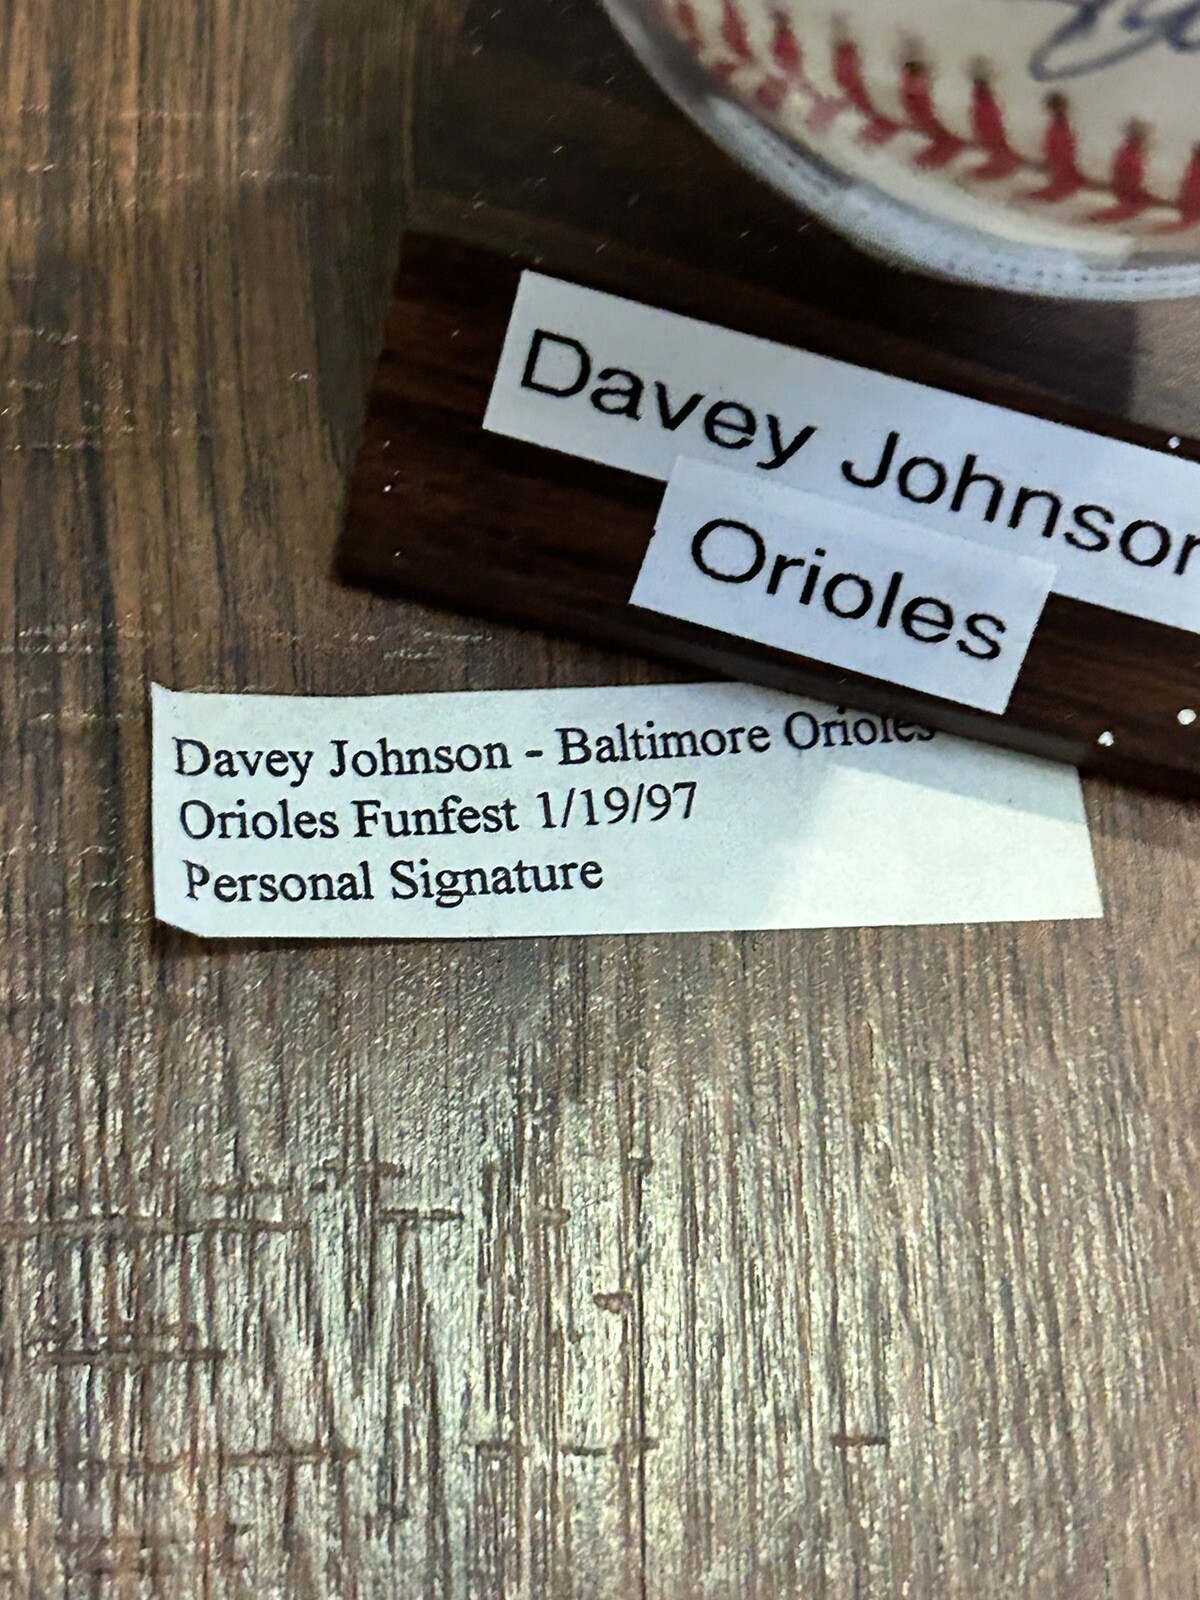 Davey Johnson
Orioles
Davey Johnson - Baltimore Orioles
Orioles Funfest 1/19/97
Personal Signature